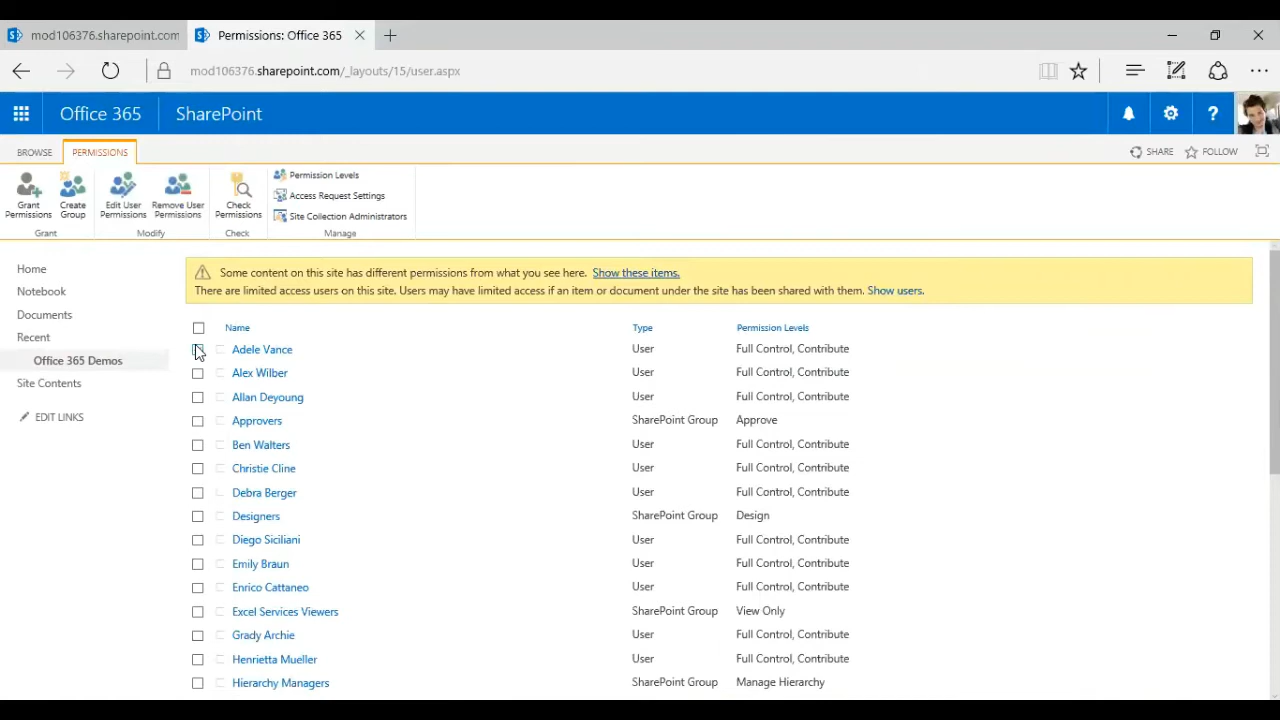 mod106376.sharepoint.com
Permissions: Office 365
mod106376.sharepoint.com/_layouts/15/user.aspx
Office 365
SharePoint
?
BROWSE
PERMISSIONS
SHARE
FOLLOW
Grant Permissions
Create Group
Edit User Permissions
Remove User Permissions
Check Permissions
Permission Levels
Access Request Settings
Site Collection Administrators
Grant
Modify
Check
Manage
Home
Notebook
Documents
Recent
Office 365 Demos
Site Contents
EDIT LINKS
Some content on this site has different permissions from what you see here. Show these items.
There are limited access users on this site. Users may have limited access if an item or document under the site has been shared with them. Show users.
Name Type Permission Levels
Adele Vance User Full Control, Contribute
Alex Wilber User Full Control, Contribute
Allan Deyoung User Full Control, Contribute
Approvers SharePoint Group Approve
Ben Walters User Full Control, Contribute
Christie Cline User Full Control, Contribute
Debra Berger User Full Control, Contribute
Designers SharePoint Group Design
Diego Siciliani User Full Control, Contribute
Emily Braun User Full Control, Contribute
Enrico Cattaneo User Full Control, Contribute
Excel Services Viewers SharePoint Group View Only
Grady Archie User Full Control, Contribute
Henrietta Mueller User Full Control, Contribute
Hierarchy Managers SharePoint Group Manage Hierarchy